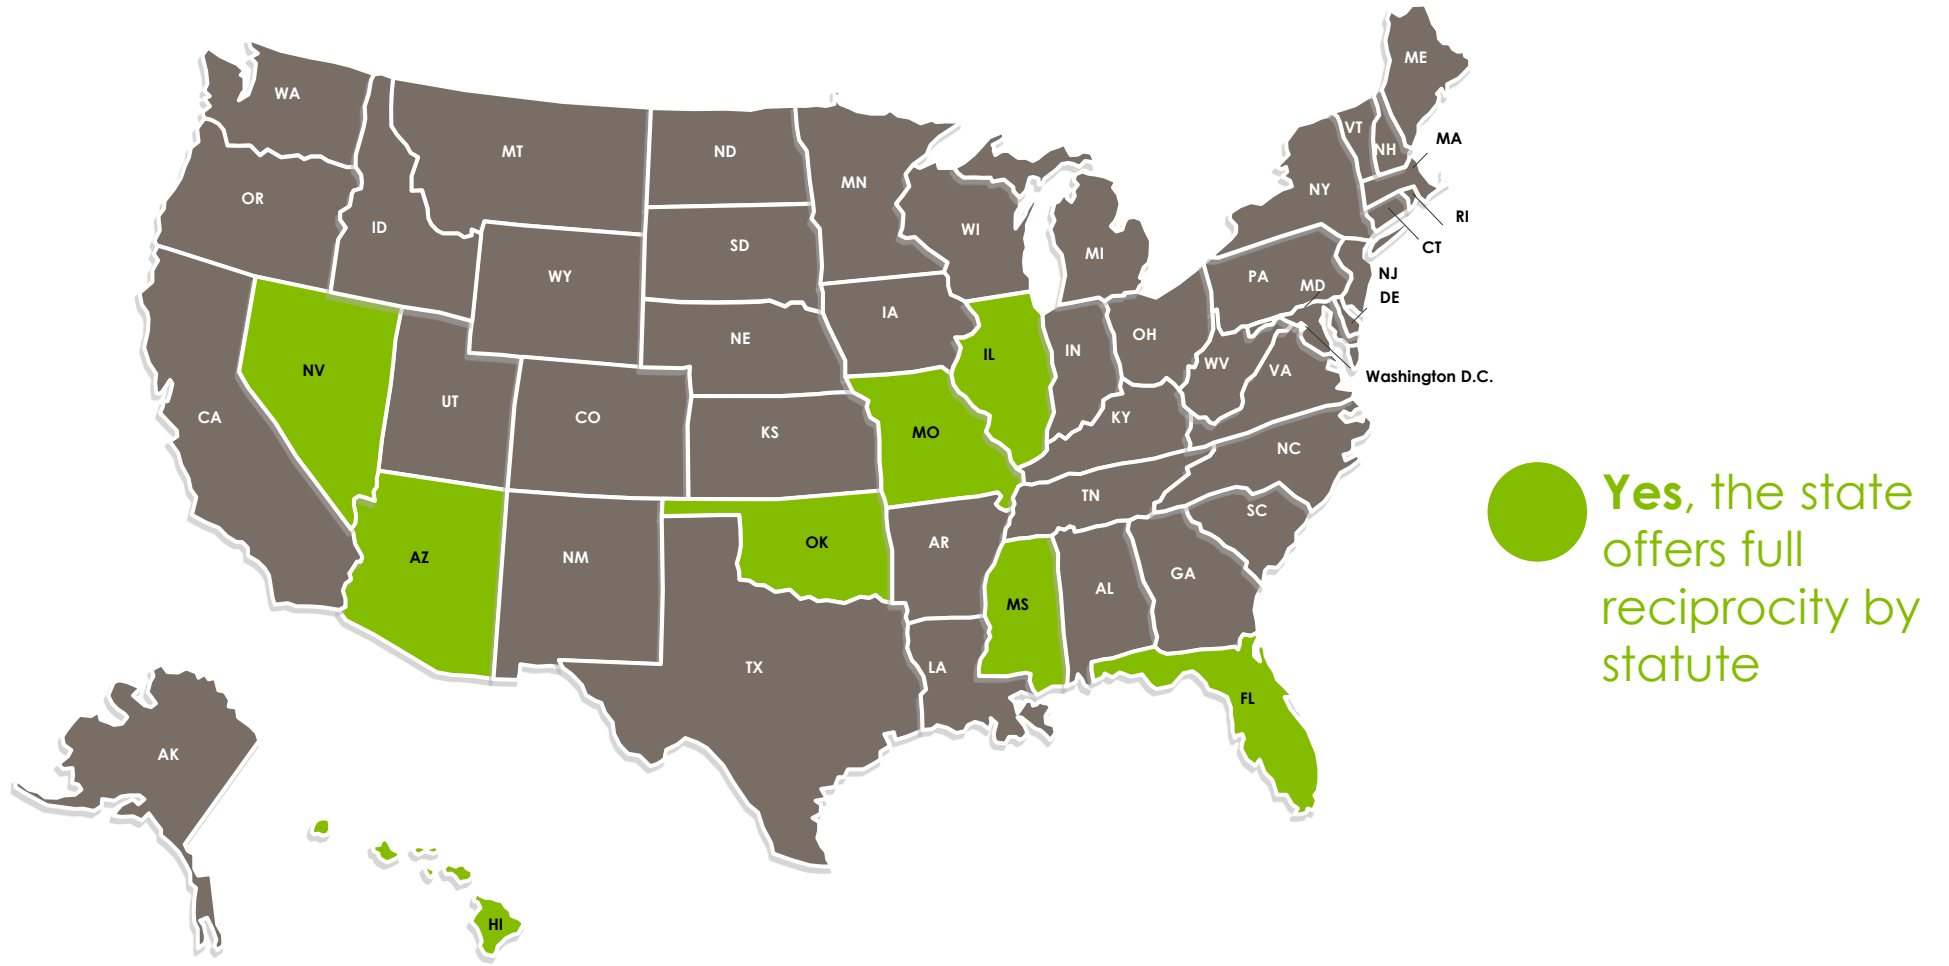 ME
WA
VT
MA
NH
MT
ND
MN
NY
OR
RI
ID
WI
SD
CT
MI
NJ
WY
PA
MD
DE
IA
NE
OH
IN
IL
WV
VA
NV
Washington D.C.
UT
CA
CO
KY
KS
MO
NC
TN
SC
Yes, the state
offers full
reciprocity by
statute
OK
AR
AZ
NM
GA
AL
MS
TX
LA
FL
AK
HI